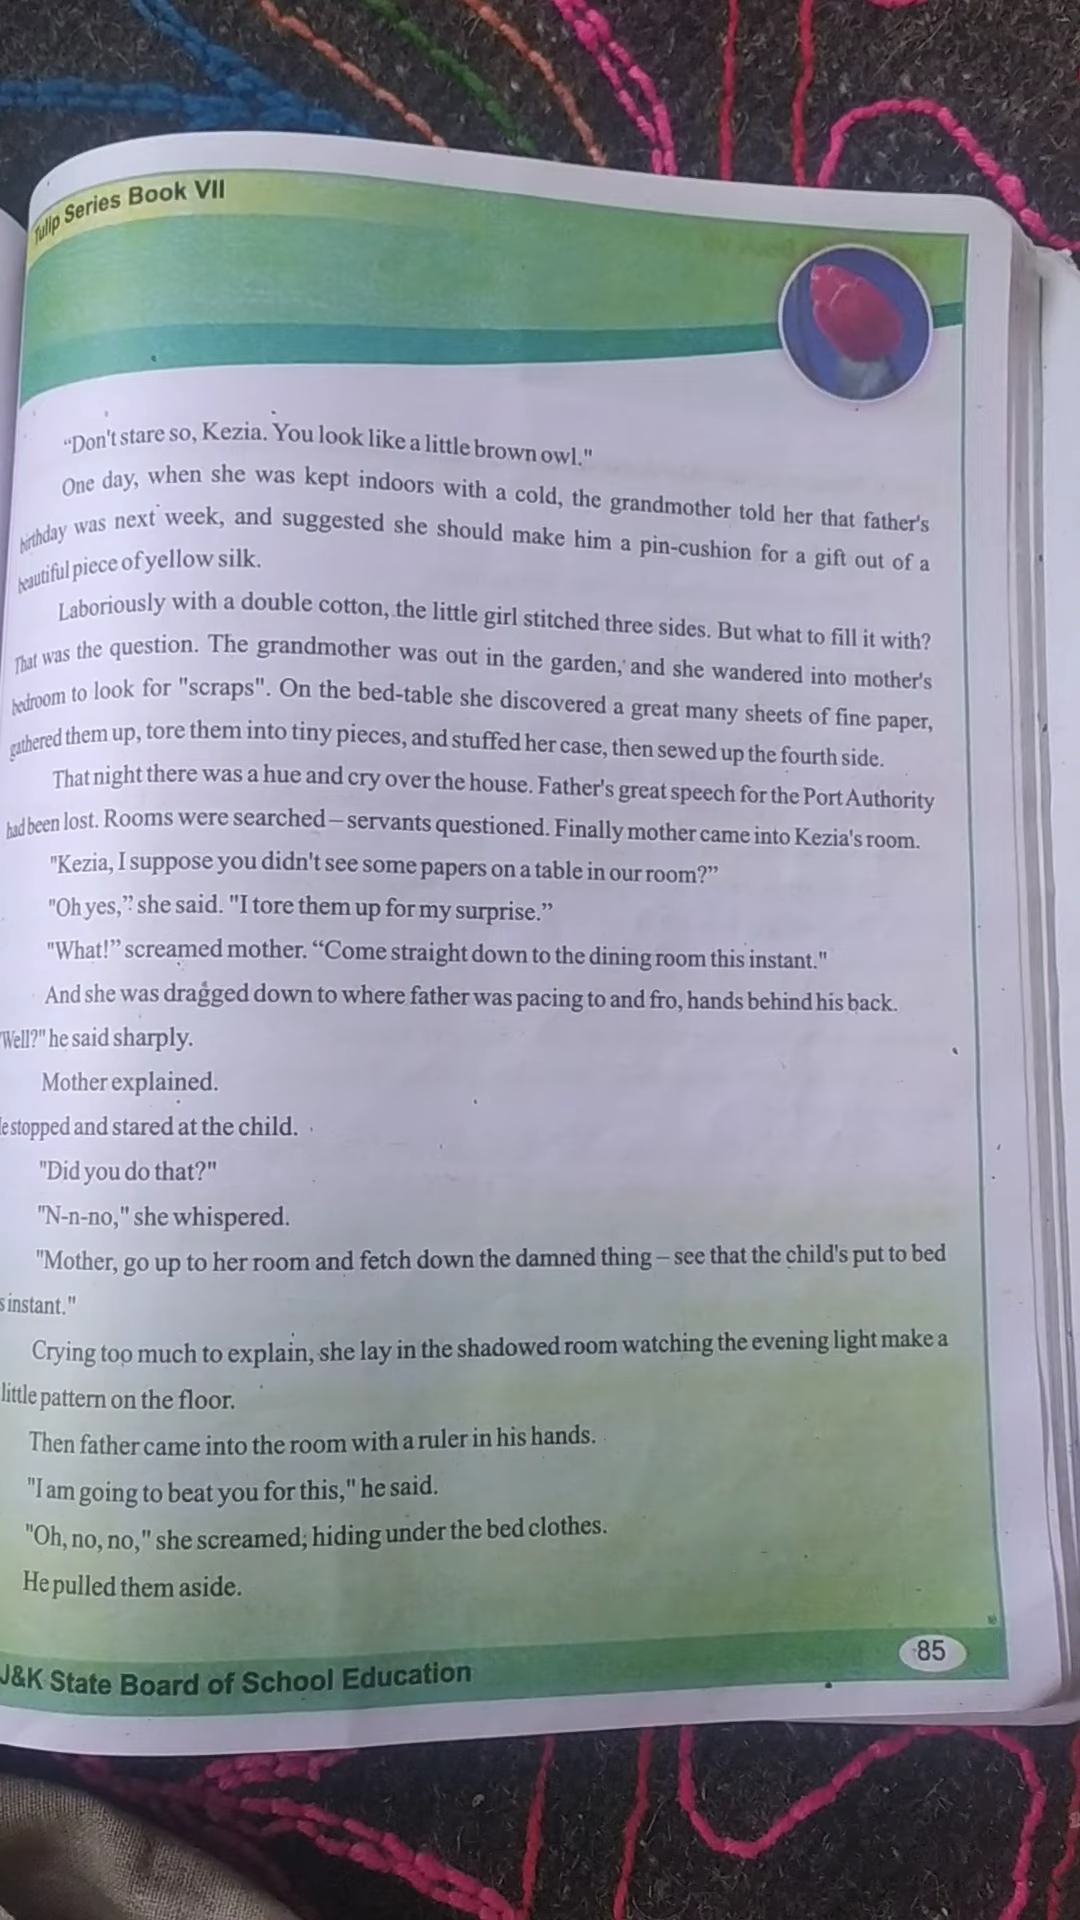 Tulip Series Book VII
“Don't stare so, Kezia. You look like a little brown owl."
One day, when she was kept indoors with a cold, the grandmother told her that father's
birthday was next week, and suggested she should make him a pin-cushion for a gift out of a
beautiful piece of yellow silk.
Laboriously with a double cotton, the little girl stitched three sides. But what to fill it with?
That was the question. The grandmother was out in the garden, and she wandered into mother's
bedroom to look for "scraps". On the bed-table she discovered a great many sheets of fine paper,
gathered them up, tore them into tiny pieces, and stuffed her case, then sewed up the fourth side.
That night there was a hue and cry over the house. Father's great speech for the Port Authority
had been lost. Rooms were searched – servants questioned. Finally mother came into Kezia's room.
"Kezia, I suppose you didn't see some papers on a table in our room?”
"Oh yes,” she said. "I tore them up for my surprise.”
"What!” screamed mother. “Come straight down to the dining room this instant."
And she was dragged down to where father was pacing to and fro, hands behind his back.
"Well?" he said sharply.
Mother explained.
e stopped and stared at the child.
"Did you do that?"
"N-n-no," she whispered.
"Mother, go up to her room and fetch down the damned thing – see that the child's put to bed
s instant."
Crying too much to explain, she lay in the shadowed room watching the evening light make a
little pattern on the floor.
Then father came into the room with a ruler in his hands.
"I am going to beat you for this," he said.
"Oh, no, no," she screamed; hiding under the bed clothes.
He pulled them aside.
85
J&K State Board of School Education